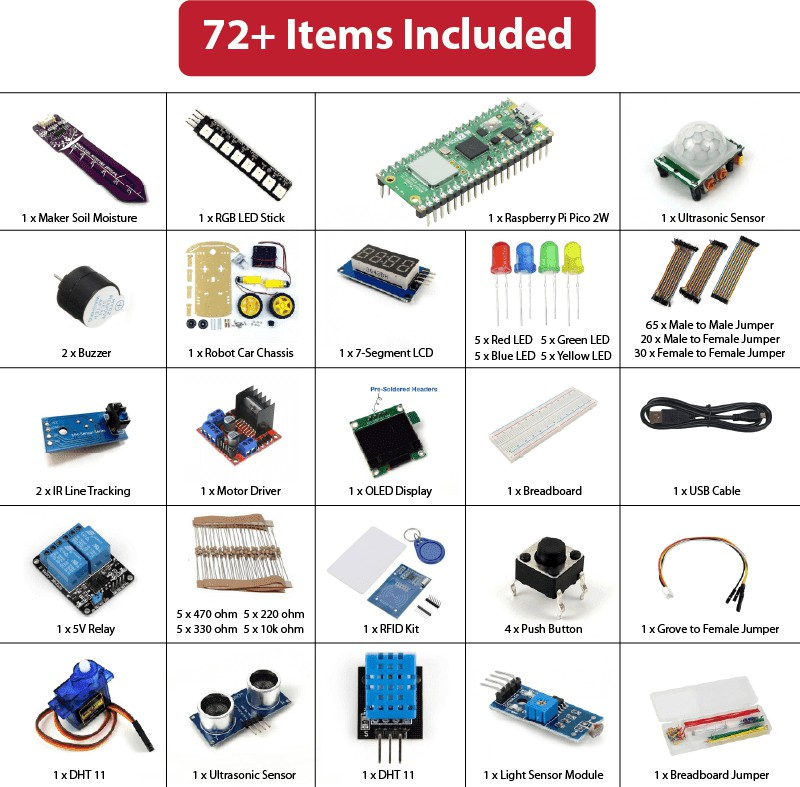 72+ Items Included
1 x Maker Soil Moisture
1 x RGB LED Stick
1 x Raspberry Pi Pico 2W
1 x Ultrasonic Sensor
2 x Buzzer
1 x Robot Car Chassis
1 x 7-Segment LCD
5 x Red LED 5 x Green LED
5 x Blue LED 5 x Yellow LED
65 x Male to Male Jumper
20 x Male to Female Jumper
30 x Female to Female Jumper
2 x IR Line Tracking
1 x Motor Driver
Pre-Soldered Headers
1 x OLED Display
1 x Breadboard
1 x USB Cable
1 x 5V Relay
5 x 470 ohm 5 x 220 ohm
5 x 330 ohm 5 x 10k ohm
1 x RFID Kit
4 x Push Button
1 x Grove to Female Jumper
1 x DHT 11
1 x Ultrasonic Sensor
1 x DHT 11
1 x Light Sensor Module
1 x Breadboard Jumper